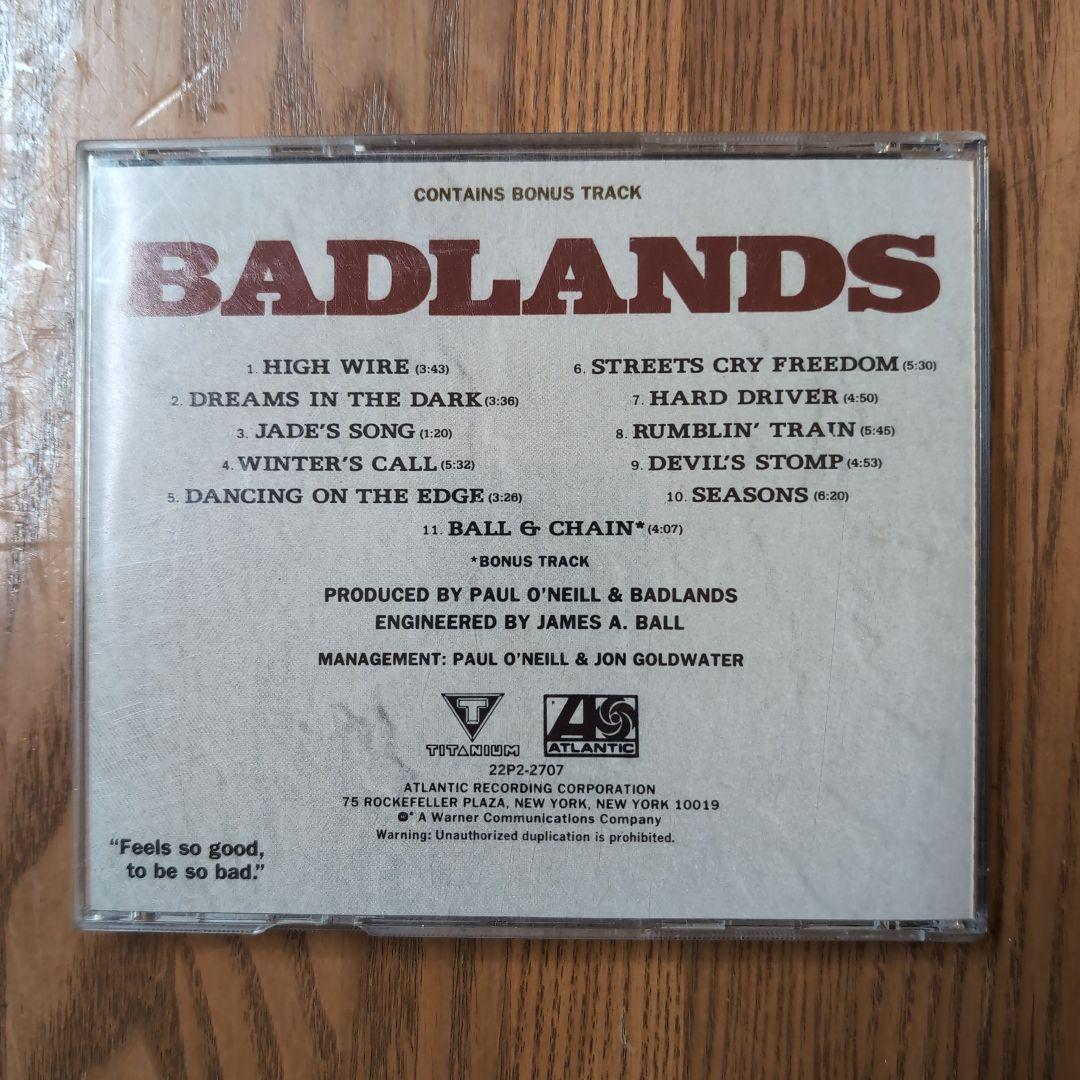 CONTAINS BONUS TRACK
BADLANDS
1. HIGH WIRE (3:43)
2. DREAMS IN THE DARK (3:36)
3. JADE'S SONG (1:20)
4. WINTER'S CALL (5:32)
5. DANCING ON THE EDGE (3:26)
6. STREETS CRY FREEDOM (5:30)
7. HARD DRIVER (4:50)
8. RUMBLIN' TRAIN (5:45)
9. DEVIL'S STOMP (4:53)
10. SEASONS (6:20)
11. BALL & CHAIN* (4:07)
*BONUS TRACK
PRODUCED BY PAUL O'NEILL & BADLANDS
ENGINEERED BY JAMES A. BALL
MANAGEMENT: PAUL O'NEILL & JON GOLDWATER
T
TITANIUM
A
ATLANTIC
22P2-2707
ATLANTIC RECORDING CORPORATION
75 ROCKEFELLER PLAZA, NEW YORK, NEW YORK 10019
A Warner Communications Company
Warning: Unauthorized duplication is prohibited.
"Feels so good,
to be so bad."